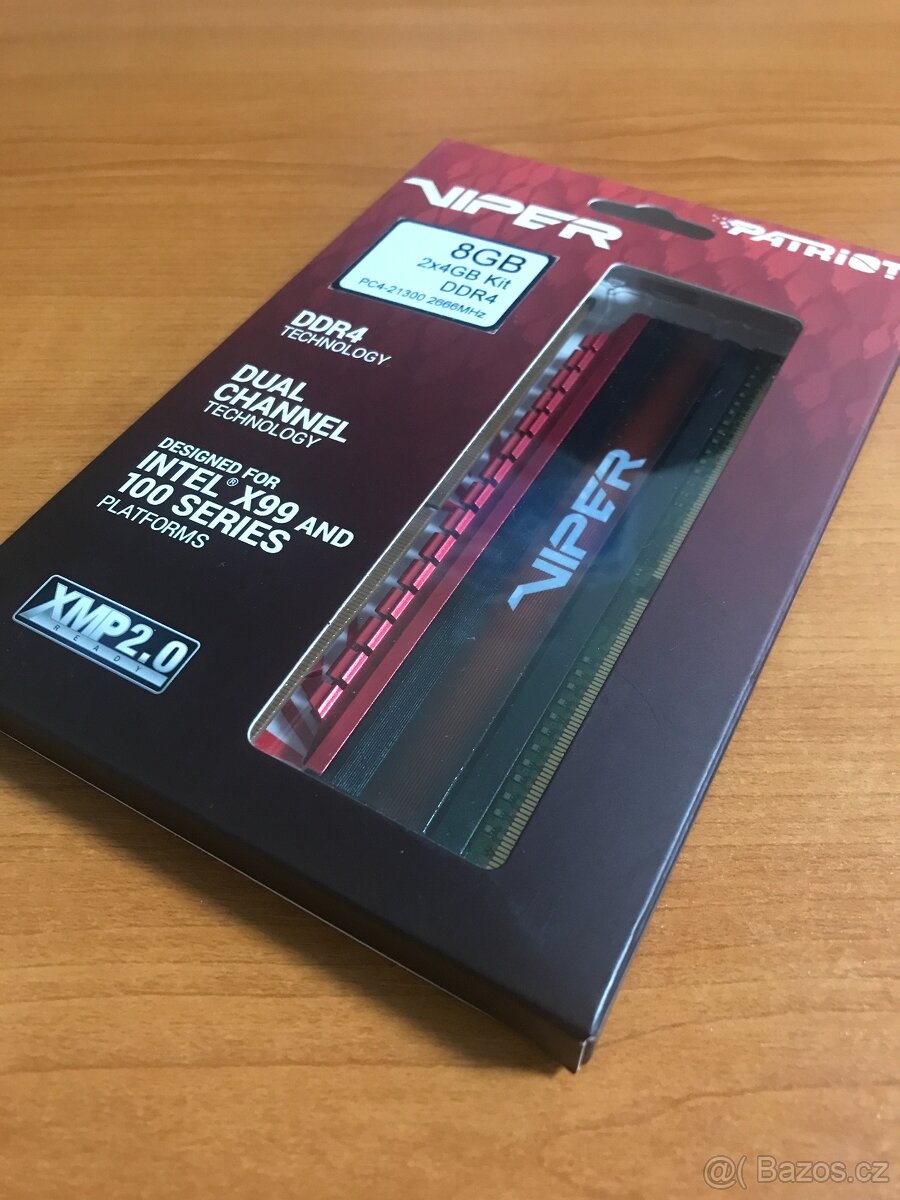 VIPER
PATRIOT
8GB
2x4GB Kit
DDR4
PC4-21300 2666MHz
DDR4
TECHNOLOGY
DUAL
CHANNEL
TECHNOLOGY
DESIGNED FOR
INTEL® X99 AND
100 SERIES
PLATFORMS
XMP2.0
READY
VIPER
@( Bazos.cz